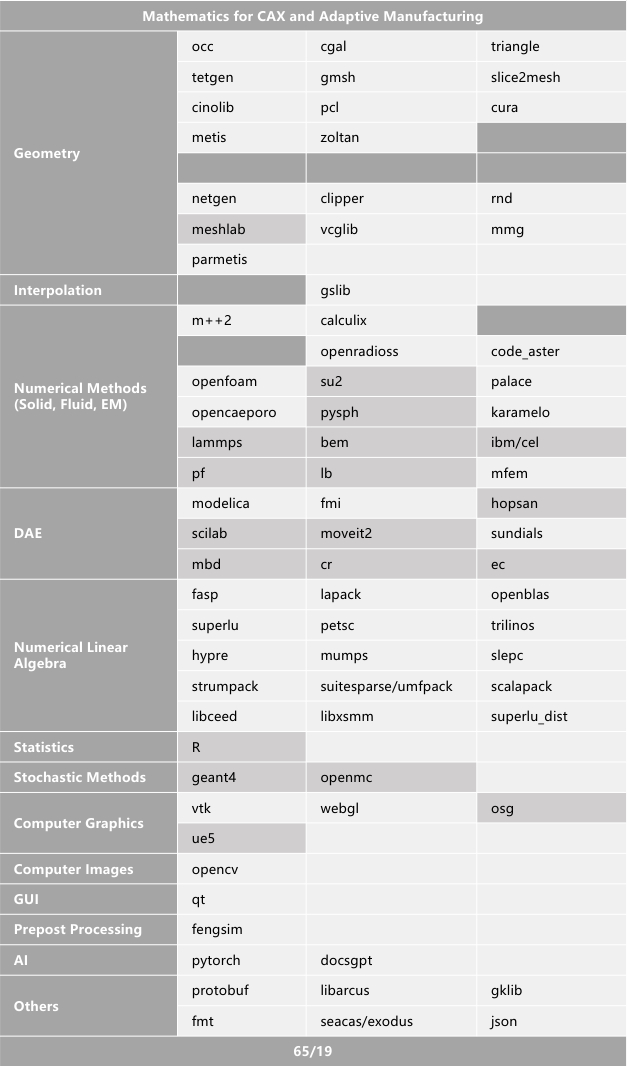 Mathematics for CAX and Adaptive Manufacturing
Geometry
occ cgal triangle
tetgen gmsh slice2mesh
cinolib pcl cura
metis zoltan
netgen clipper rnd
meshlab vcglib mmg
parmetis
Interpolation
gslib
Numerical Methods
(Solid, Fluid, EM)
m++2 calculix
openradioss code_aster
openfoam su2 palace
opencaeporo pysph karamelo
lammps bem ibm/cel
pf lb mfem
DAE
modelica fmi hopsan
scilab moveit2 sundials
mbd cr ec
Numerical Linear
Algebra
fasp lapack openblas
superlu petsc trilinos
hypre mumps slepc
strumpack suitesparse/umfpack scalapack
libceed libxsmm superlu_dist
Statistics R
Stochastic Methods geant4 openmc
Computer Graphics
vtk webgl osg
ue5
Computer Images opencv
GUI qt
Prepost Processing fengsim
AI pytorch docsgpt
Others
protobuf libarcus gklib
fmt seacas/exodus json
65/19